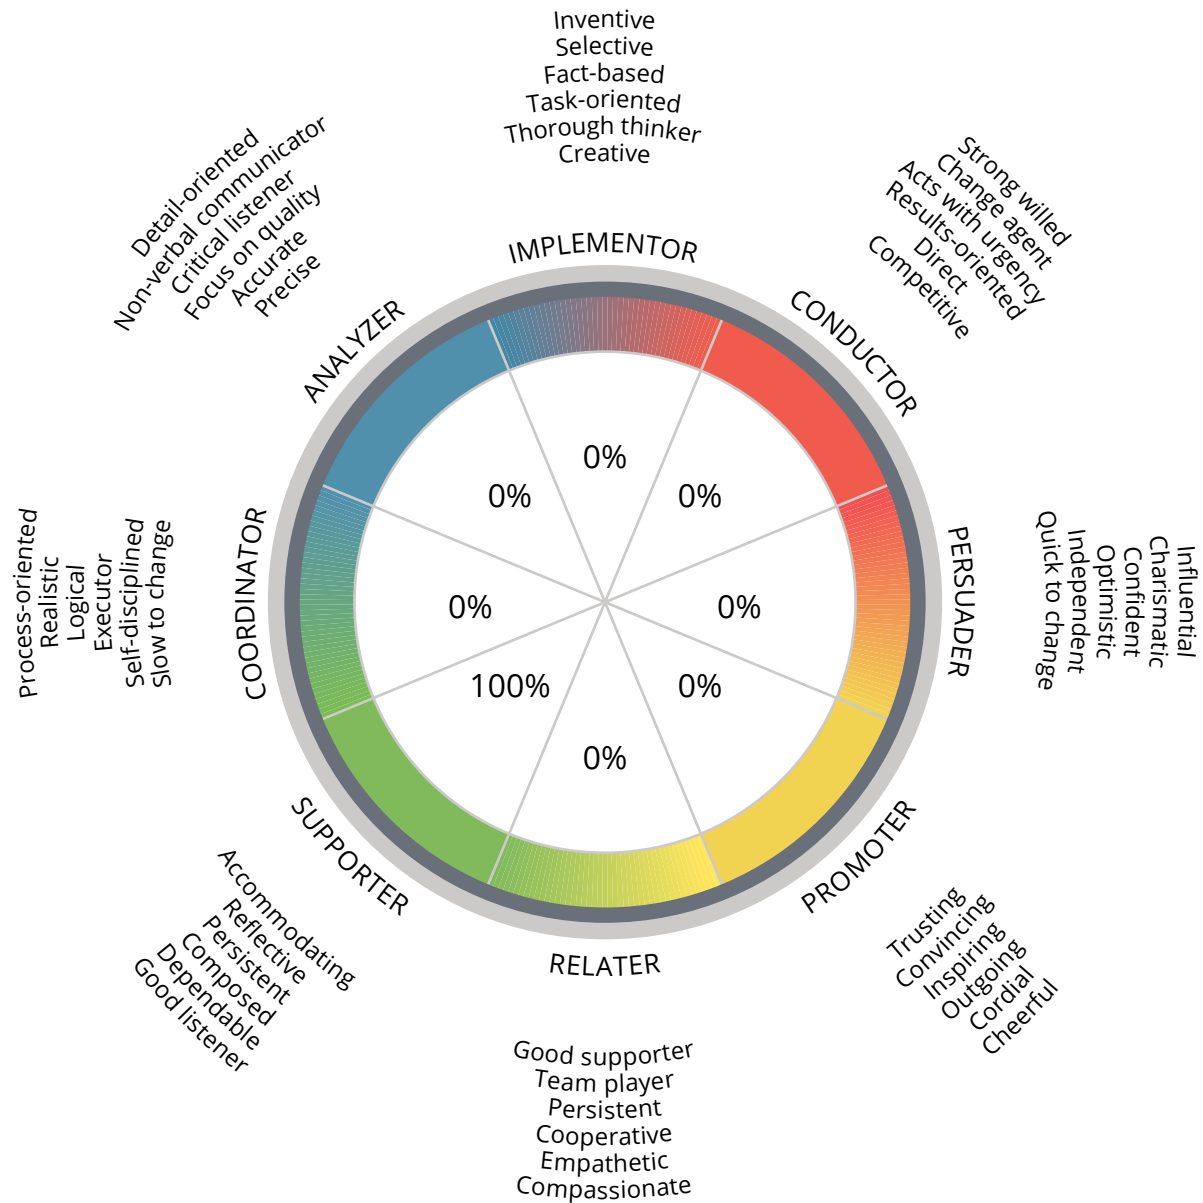 Inventive
Selective
Fact-based
Task-oriented
Thorough thinker
Creative
IMPLEMENTOR
Strong willed
Change agent
Acts with urgency
Results-oriented
Direct
Competitive
CONDUCTOR
Influential
Charismatic
Confident
Optimistic
Independent
Quick to change
PERSUADER
Trusting
Convincing
Inspiring
Outgoing
Cordial
Cheerful
PROMOTER
RELATER
Good supporter
Team player
Persistent
Cooperative
Empathetic
Compassionate
SUPPORTER
Accommodating
Reflective
Persistent
Composed
Dependable
Good listener
COORDINATOR
Process-oriented
Realistic
Logical
Executor
Self-disciplined
Slow to change
ANALYZER
Detail-oriented
Non-verbal communicator
Critical listener
Focus on quality
Accurate
Precise
0%
0%
0%
0%
0%
100%
0%
0%